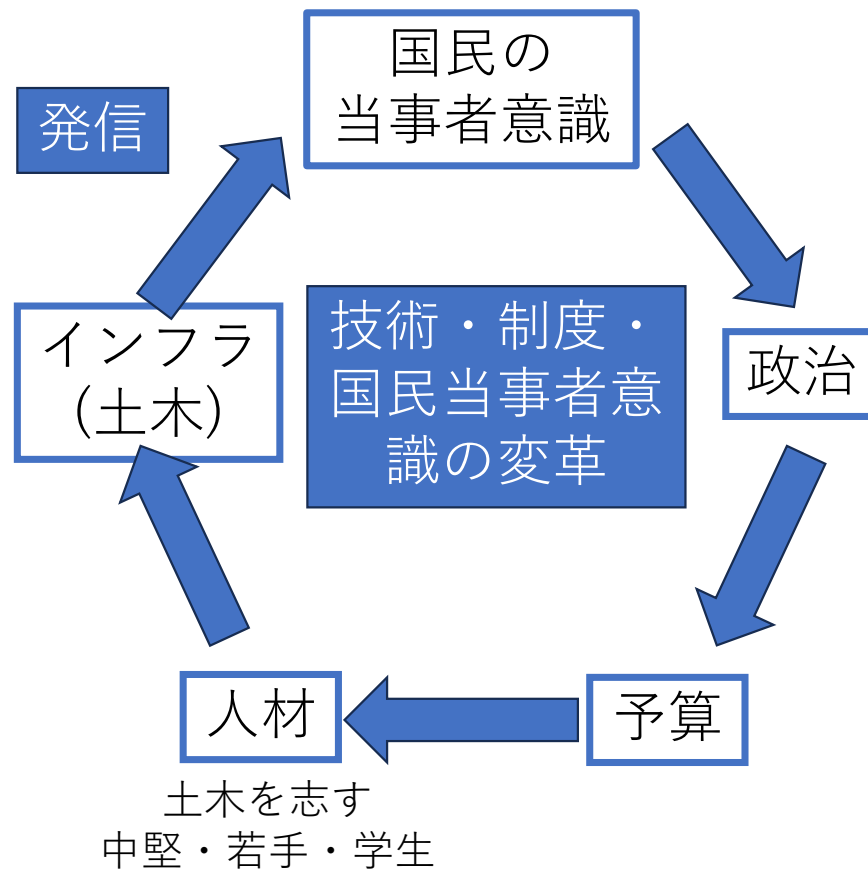 国民の
当事者意識
発信
技術・制度・
国民当事者意
識の変革
インフラ
(土木)
政治
人材
予算
土木を志す
中堅・若手・学生